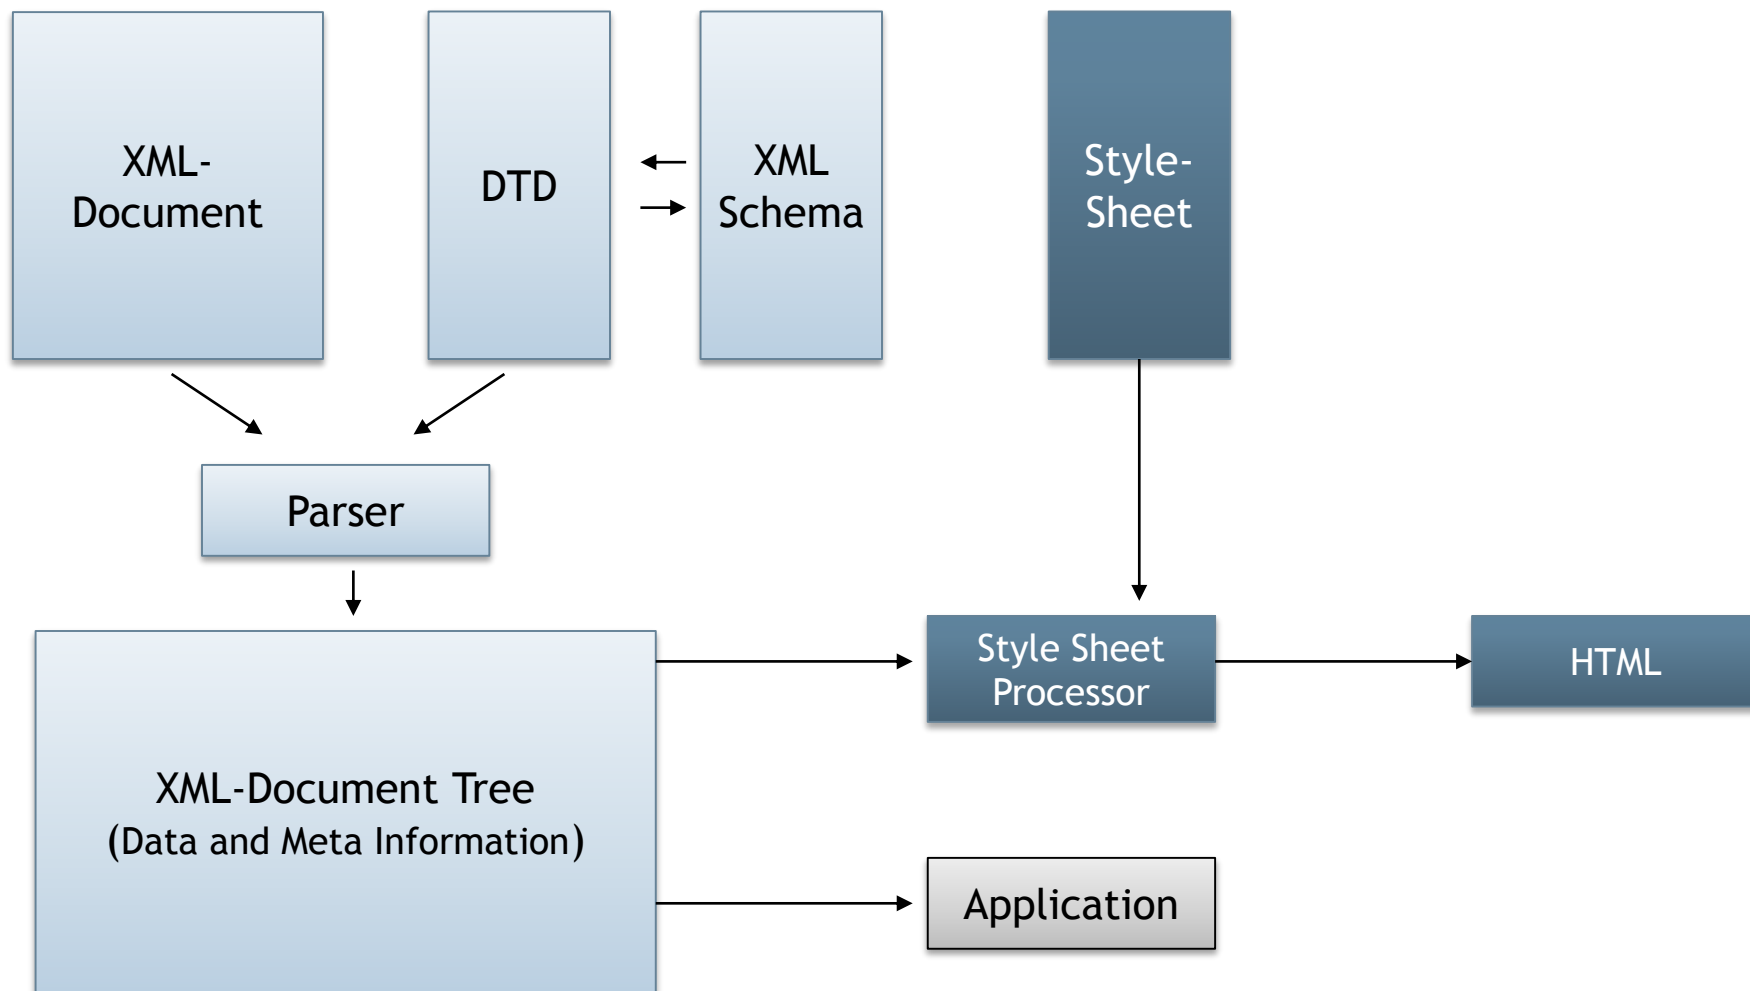 XML-
Document
DTD
XML
Schema
Style-
Sheet
Parser
Style Sheet
Processor
HTML
XML-Document Tree
(Data and Meta Information)
Application